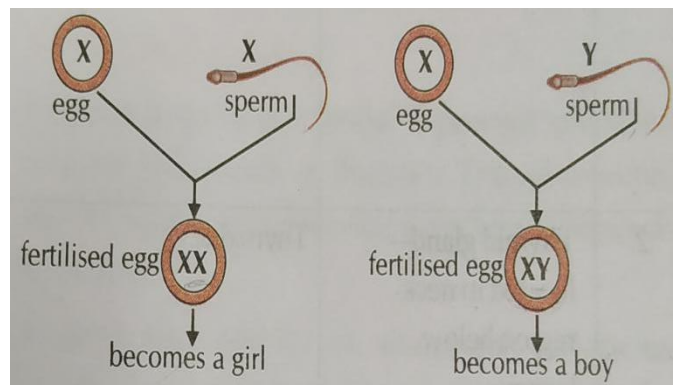 X
X
egg
sperm
fertilised egg
XX
becomes a girl
X
Y
egg
sperm
fertilised egg
XY
becomes a boy